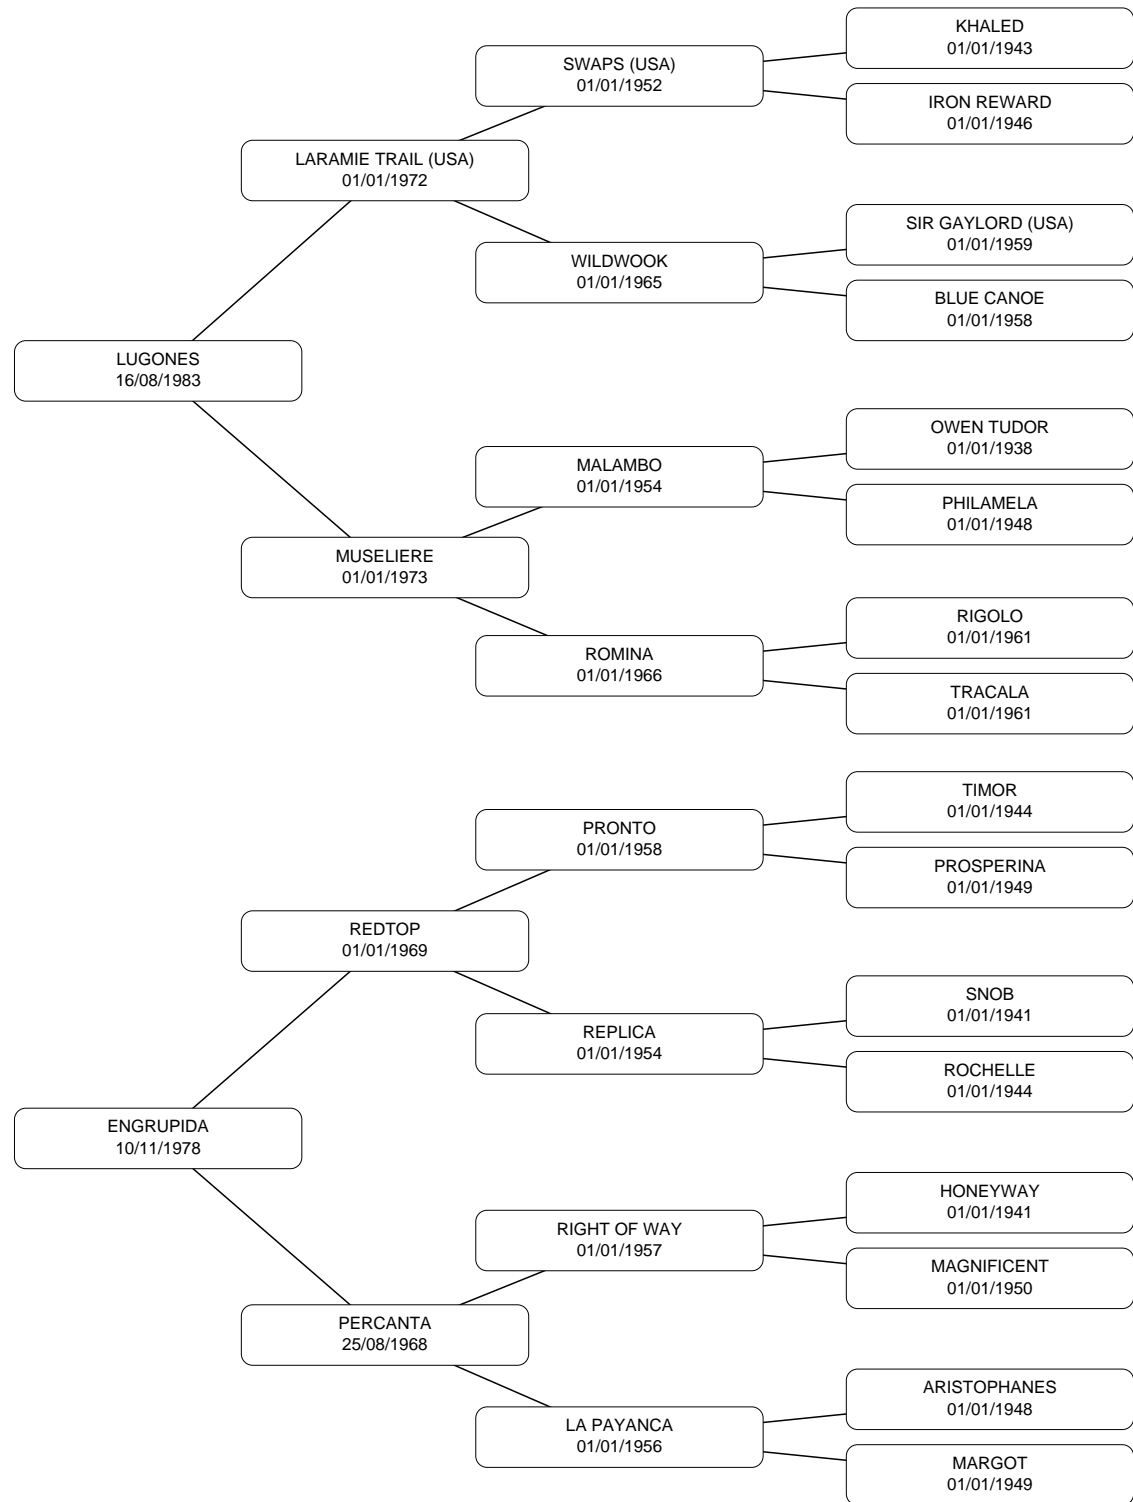 KHALED
01/01/1943
SWAPS (USA)
01/01/1952
IRON REWARD
01/01/1946
LARAMIE TRAIL (USA)
01/01/1972
SIR GAYLORD (USA)
01/01/1959
WILDWOOK
01/01/1965
BLUE CANOE
01/01/1958
LUGONES
16/08/1983
OWEN TUDOR
01/01/1938
MALAMBO
01/01/1954
PHILAMELA
01/01/1948
MUSELIERE
01/01/1973
RIGOLO
01/01/1961
ROMINA
01/01/1966
TRACALA
01/01/1961
TIMOR
01/01/1944
PRONTO
01/01/1958
PROSPERINA
01/01/1949
REDTOP
01/01/1969
SNOB
01/01/1941
REPLICA
01/01/1954
ROCHELLE
01/01/1944
ENGRUPIDA
10/11/1978
HONEYWAY
01/01/1941
RIGHT OF WAY
01/01/1957
MAGNIFICENT
01/01/1950
PERCANTA
25/08/1968
ARISTOPHANES
01/01/1948
LA PAYANCA
01/01/1956
MARGOT
01/01/1949